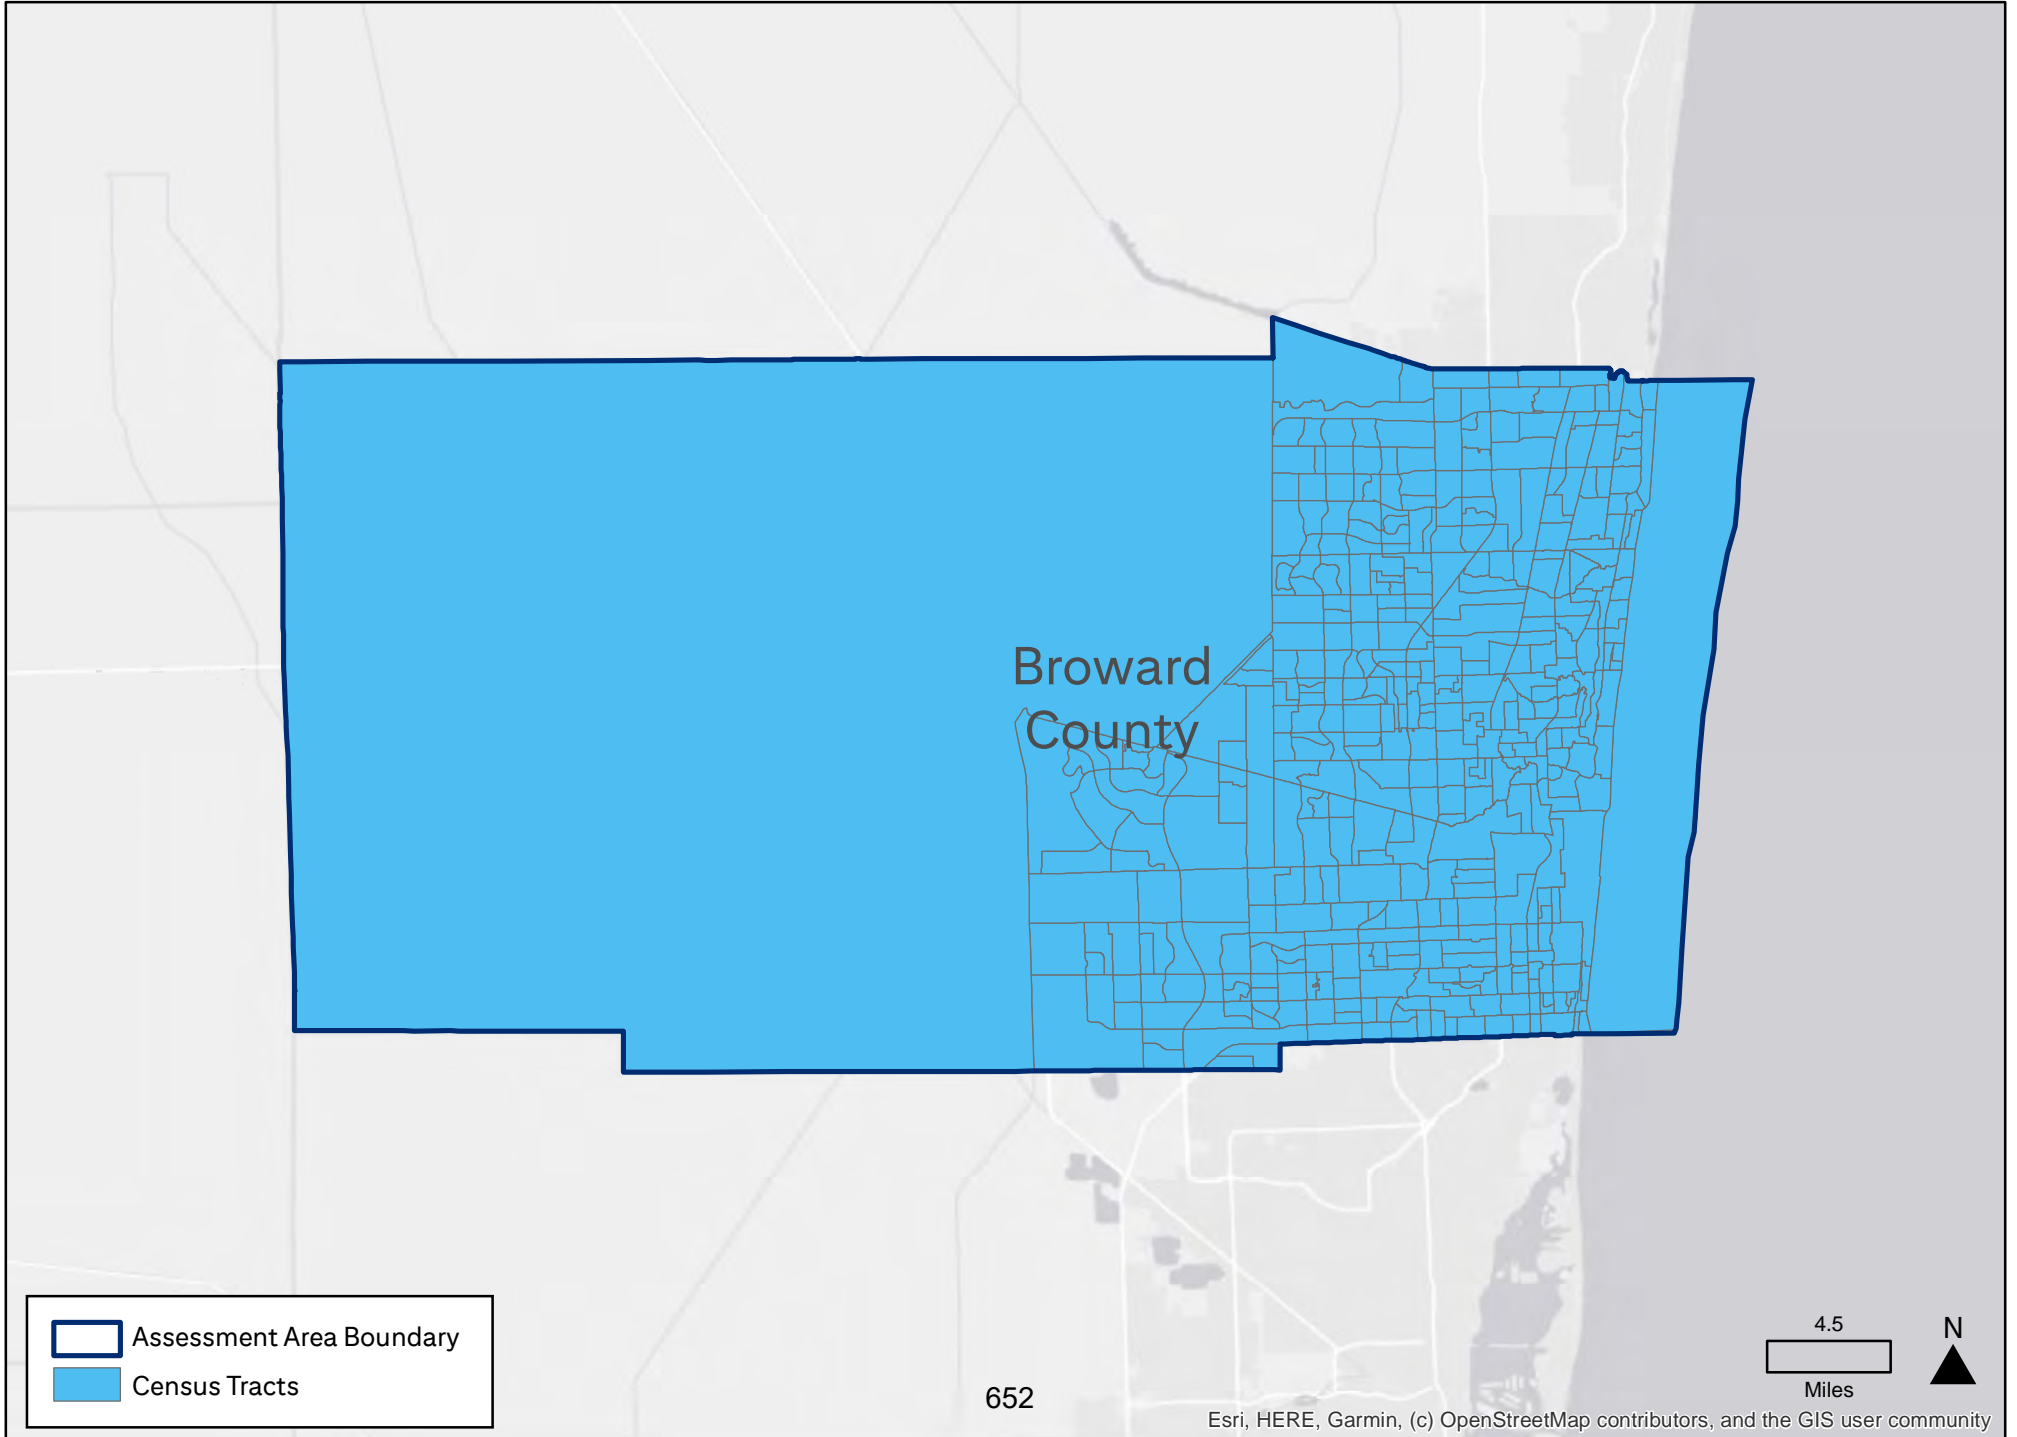 Broward
County
Assessment Area Boundary
Census Tracts
652
4.5
Miles
N
Esri, HERE, Garmin, (c) OpenStreetMap contributors, and the GIS user community